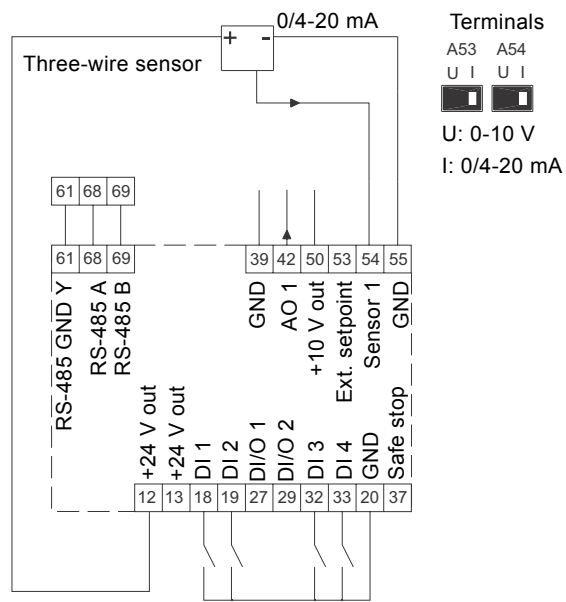 0/4-20 mA
Terminals
+ -
Three-wire sensor
A53 A54
U I U I
U: 0-10 V
I: 0/4-20 mA
61 68 69
61 68 69
39 42 50 53 54 55
RS-485 GND Y
RS-485 A
RS-485 B
GND
AO 1
+10 V out
Ext. setpoint
Sensor 1
GND
+24 V out
+24 V out
DI 1
DI 2
DI/O 1
DI/O 2
DI 3
DI 4
GND
Safe stop
12 13 18 19 27 29 32 33 20 37